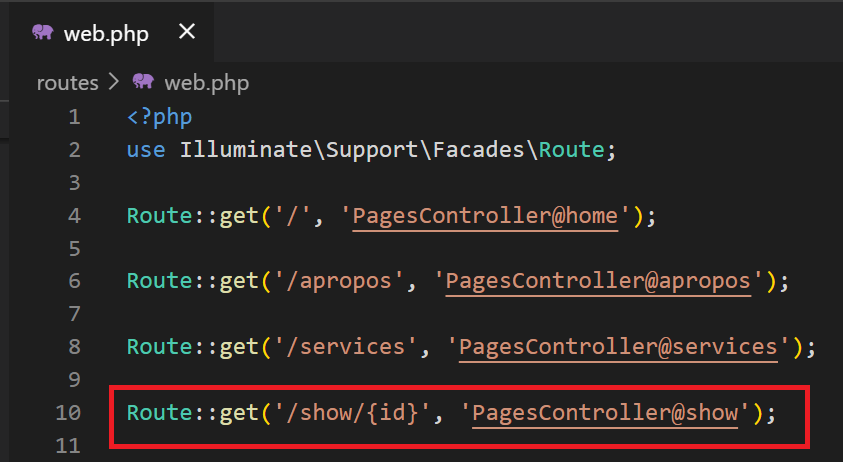 web.php ×
routes > web.php
1 <?php
2 use Illuminate\Support\Facades\Route;
3
4 Route::get('/', 'PagesController@home');
5
6 Route::get('/apropos', 'PagesController@apropos');
7
8 Route::get('/services', 'PagesController@services');
9
10 Route::get('/show/{id}', 'PagesController@show');
11